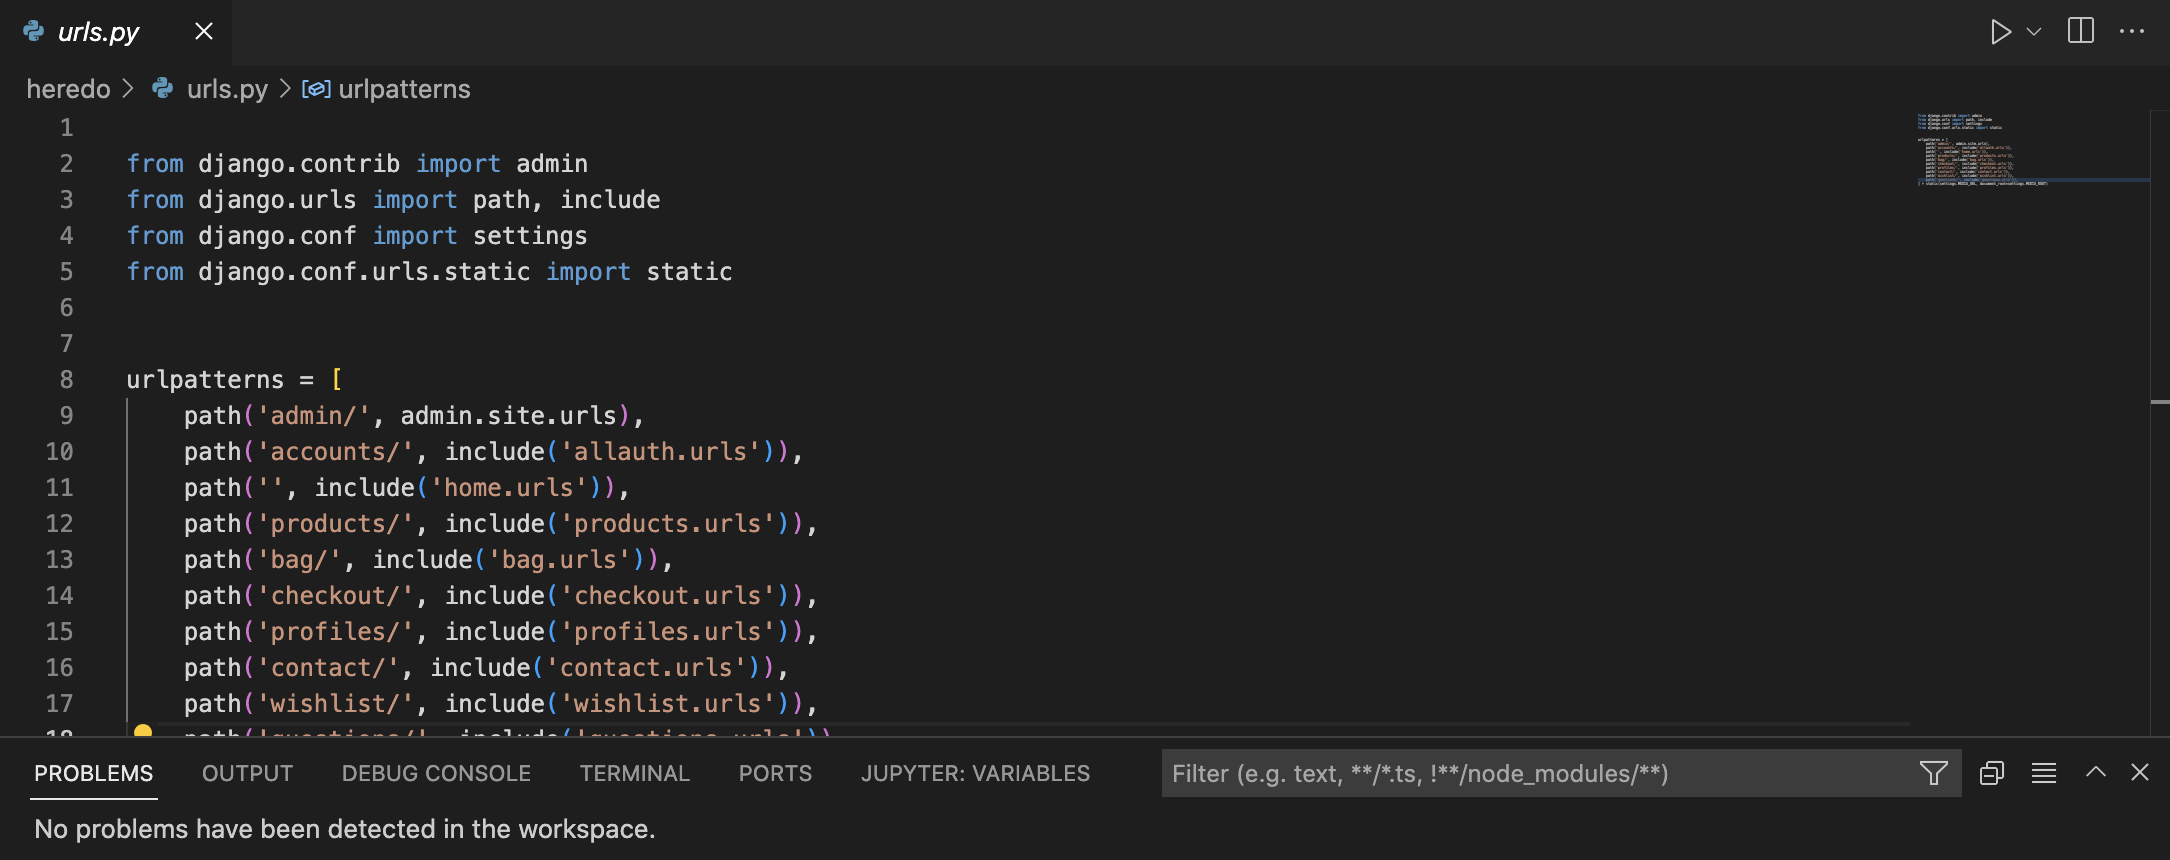 urls.py
heredo > urls.py > urlpatterns
1
2 from django.contrib import admin
3 from django.urls import path, include
4 from django.conf import settings
5 from django.conf.urls.static import static
6
7
8 urlpatterns = [
9 path('admin/', admin.site.urls),
10 path('accounts/', include('allauth.urls')),
11 path('', include('home.urls')),
12 path('products/', include('products.urls')),
13 path('bag/', include('bag.urls')),
14 path('checkout/', include('checkout.urls')),
15 path('profiles/', include('profiles.urls')),
16 path('contact/', include('contact.urls')),
17 path('wishlist/', include('wishlist.urls')),
18 path('questions/', include('questions.urls'))
PROBLEMS OUTPUT DEBUG CONSOLE TERMINAL PORTS JUPYTER: VARIABLES Filter (e.g. text, **/*.ts, !**/node_modules/**)
No problems have been detected in the workspace.